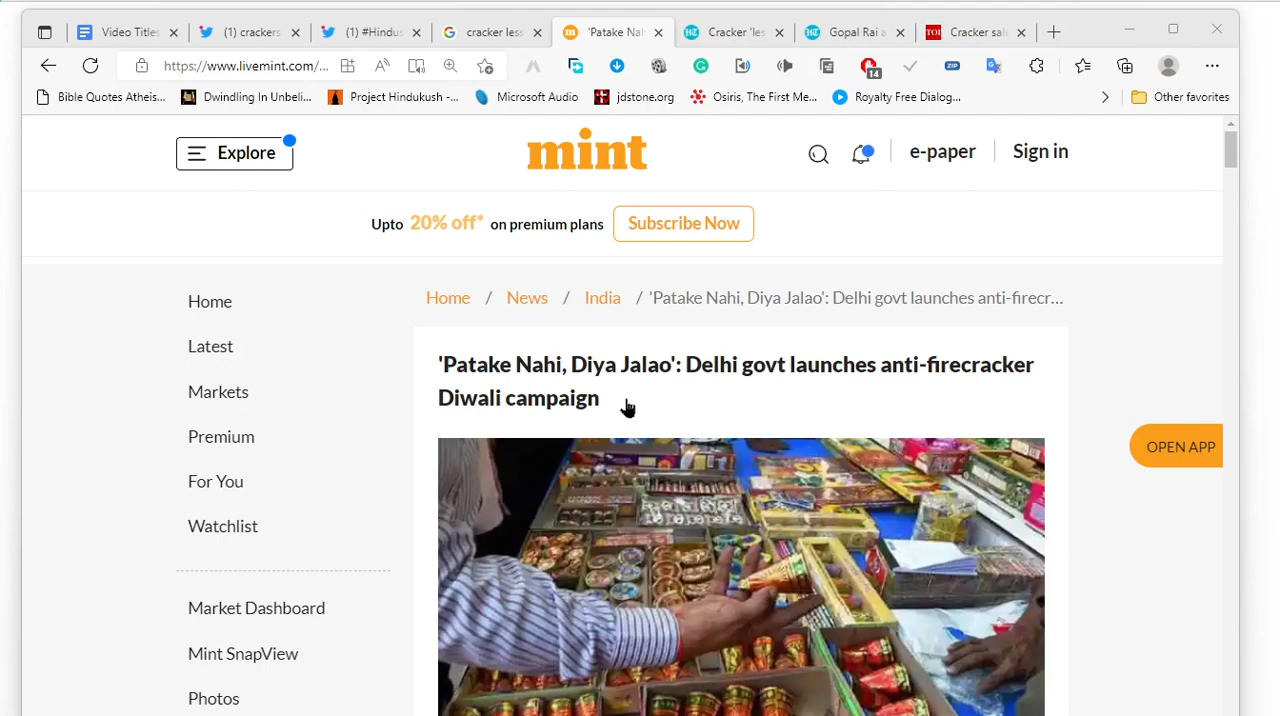 Video Titles
(1) crackers
(1) #Hindus
cracker less
'Patake Nah
Cracker 'les
Gopal Rai a
Cracker sal
https://www.livemint.com/...
14
ZIP
Bible Quotes Atheis...
Dwindling In Unbeli...
Project Hindukush -...
Microsoft Audio
jdstone.org
Osiris, The First Me...
Royalty Free Dialog...
Other favorites
Explore
mint
e-paper
Sign in
Upto 20% off* on premium plans
Subscribe Now
Home
Latest
Markets
Premium
For You
Watchlist
Market Dashboard
Mint SnapView
Photos
Home / News / India / 'Patake Nahi, Diya Jalao': Delhi govt launches anti-firecr...
'Patake Nahi, Diya Jalao': Delhi govt launches anti-firecracker
Diwali campaign
OPEN APP